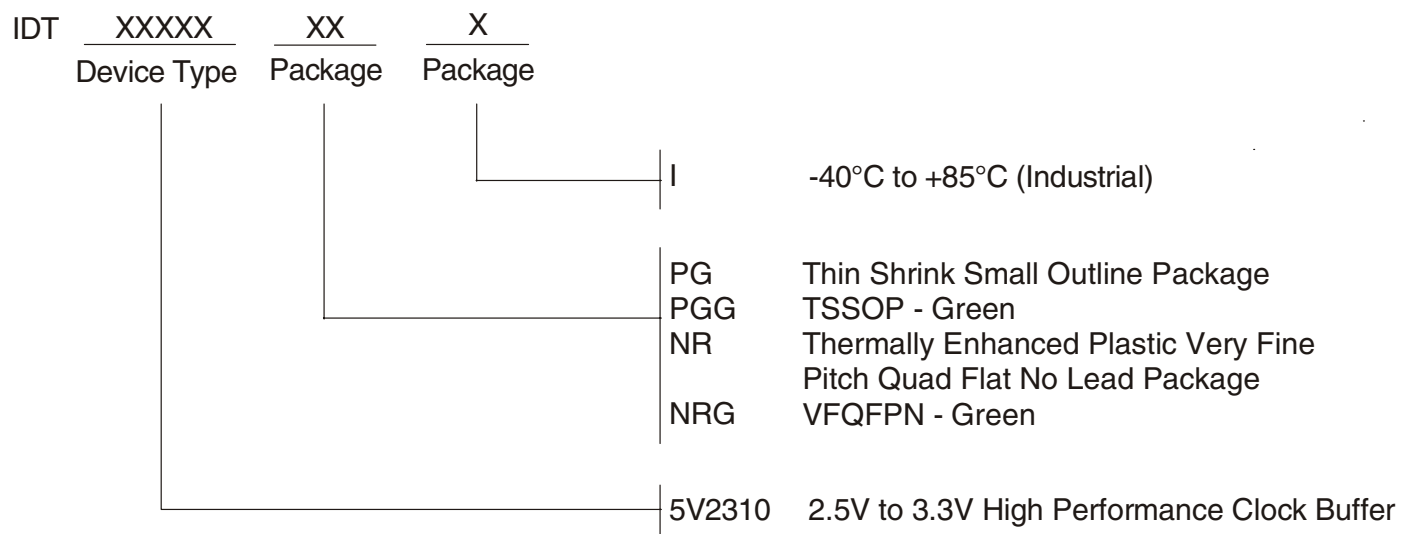 IDT XXXXX XX X
Device Type Package Package
I -40°C to +85°C (Industrial)
PG Thin Shrink Small Outline Package
PGG TSSOP - Green
NR Thermally Enhanced Plastic Very Fine
Pitch Quad Flat No Lead Package
NRG VFQFPN - Green
5V2310 2.5V to 3.3V High Performance Clock Buffer